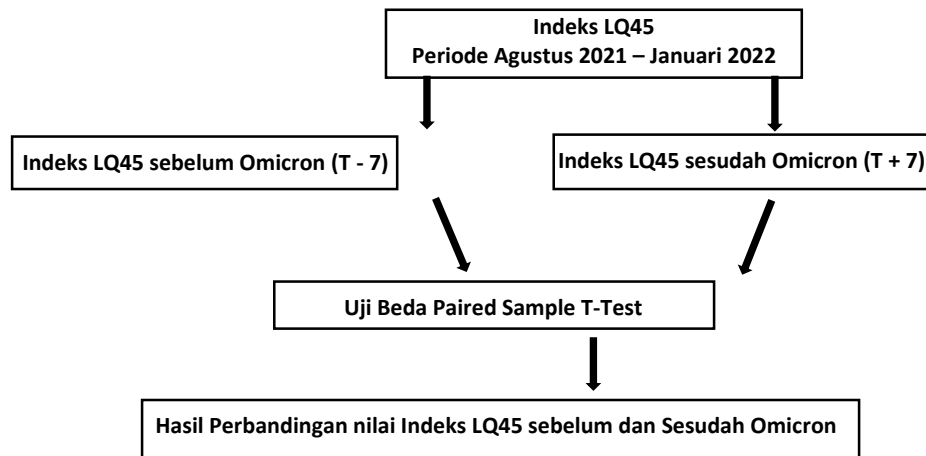 Indeks LQ45
Periode Agustus 2021 – Januari 2022
Indeks LQ45 sebelum Omicron (T - 7)
Indeks LQ45 sesudah Omicron (T + 7)
Uji Beda Paired Sample T-Test
Hasil Perbandingan nilai Indeks LQ45 sebelum dan Sesudah Omicron